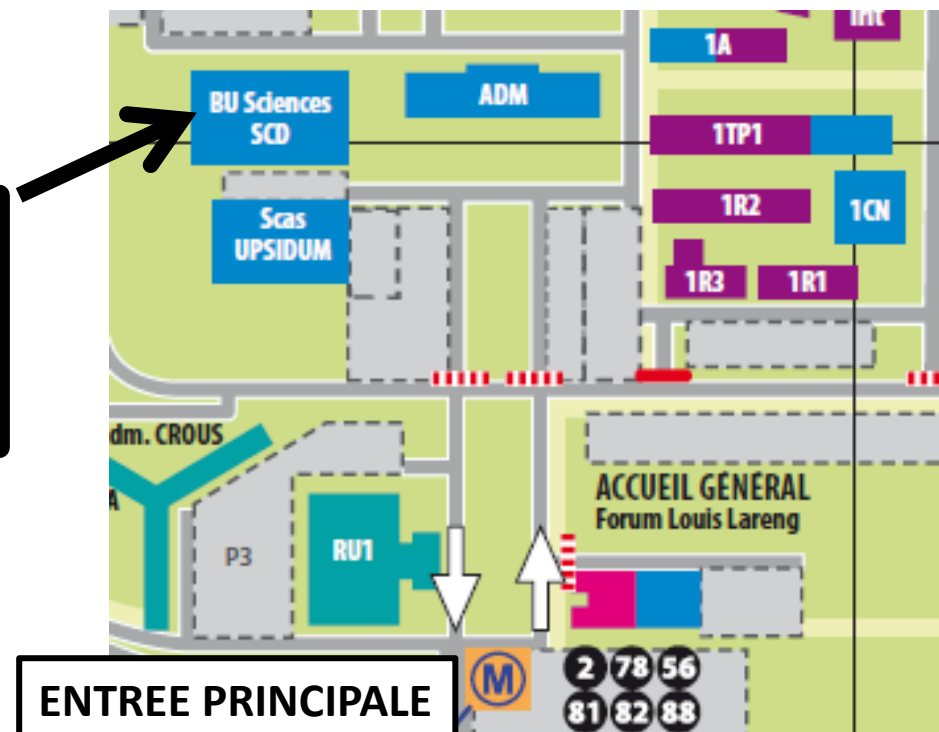 Int
1A
BU Sciences
SCD
ADM
1TP1
Scas
UPSIDUM
1R2
1CN
1R3
1R1
dm. CROUS
A
ACCUEIL GÉNÉRAL
Forum Louis Lareng
P3
RU1
ENTREE PRINCIPALE
M
2 78 56
81 82 88